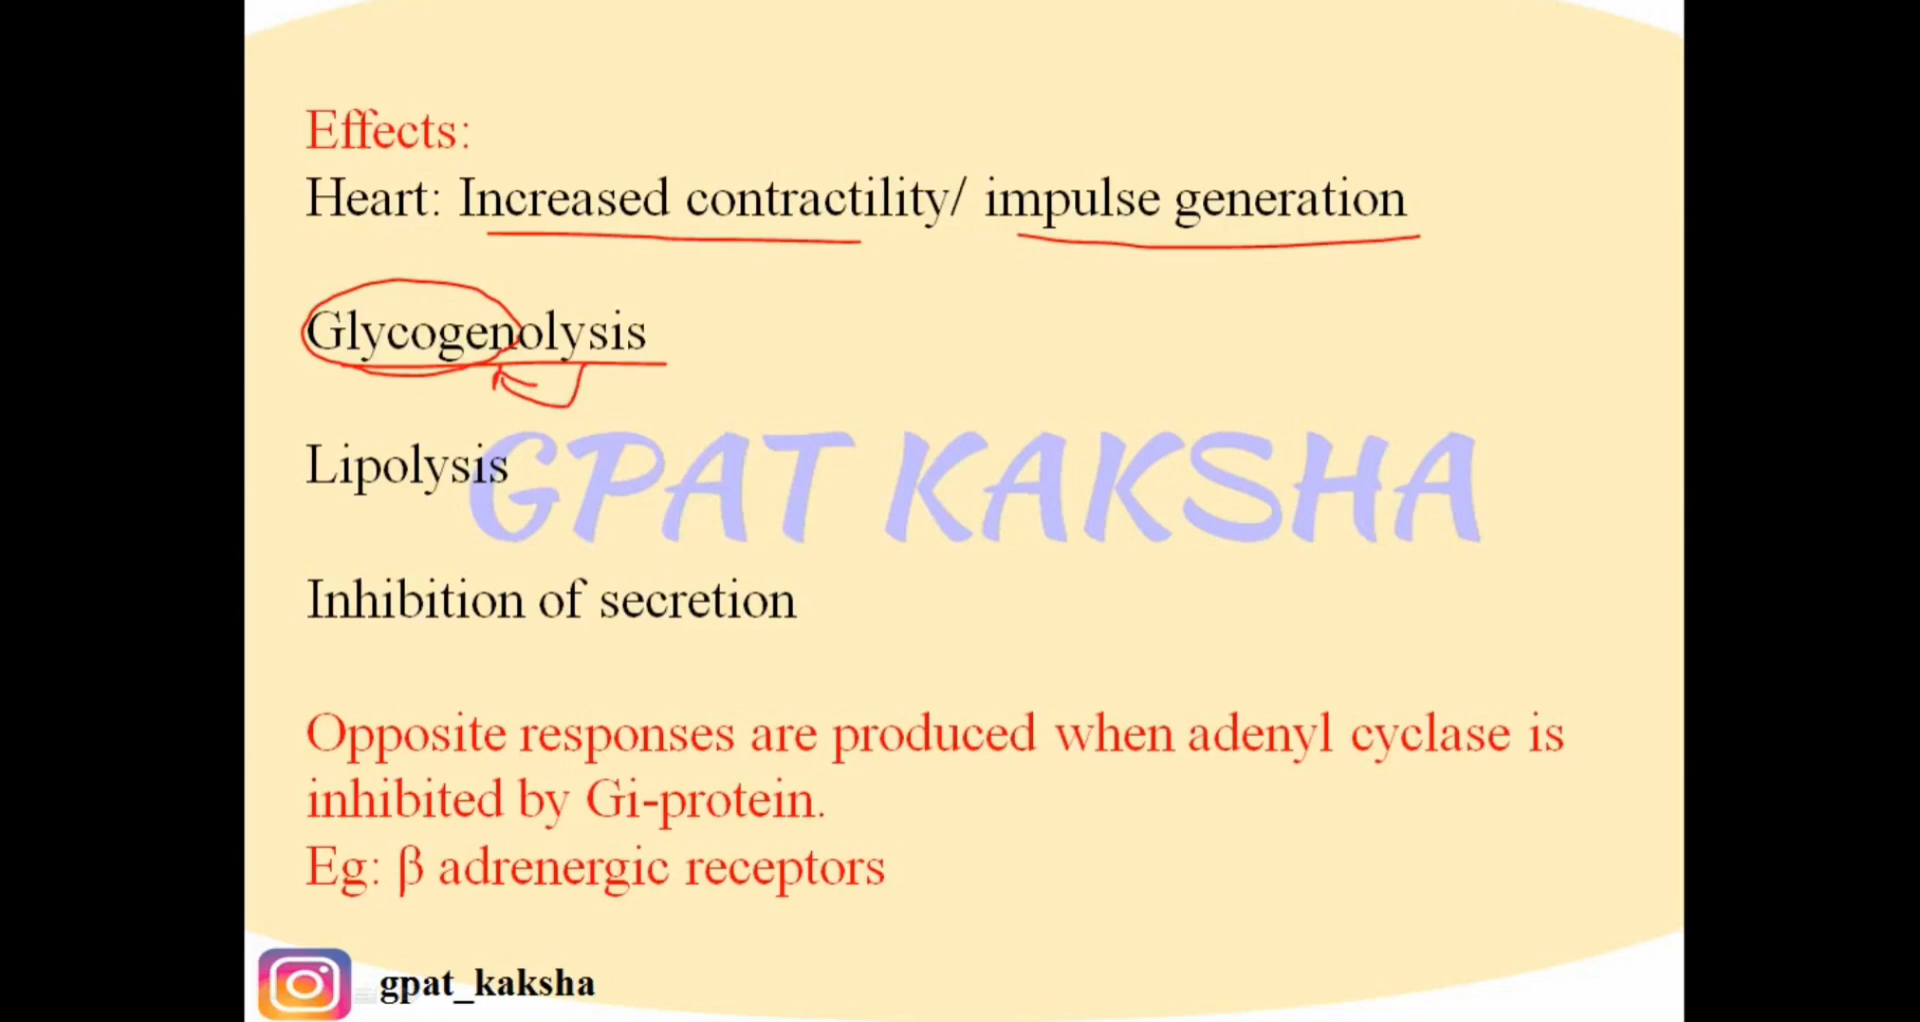 Effects:
Heart: Increased contractility/ impulse generation
Glycogenolysis
Lipolysis
GPAT KAKSHA
Inhibition of secretion
Opposite responses are produced when adenyl cyclase is
inhibited by Gi-protein.
Eg: β adrenergic receptors
gpat_kaksha